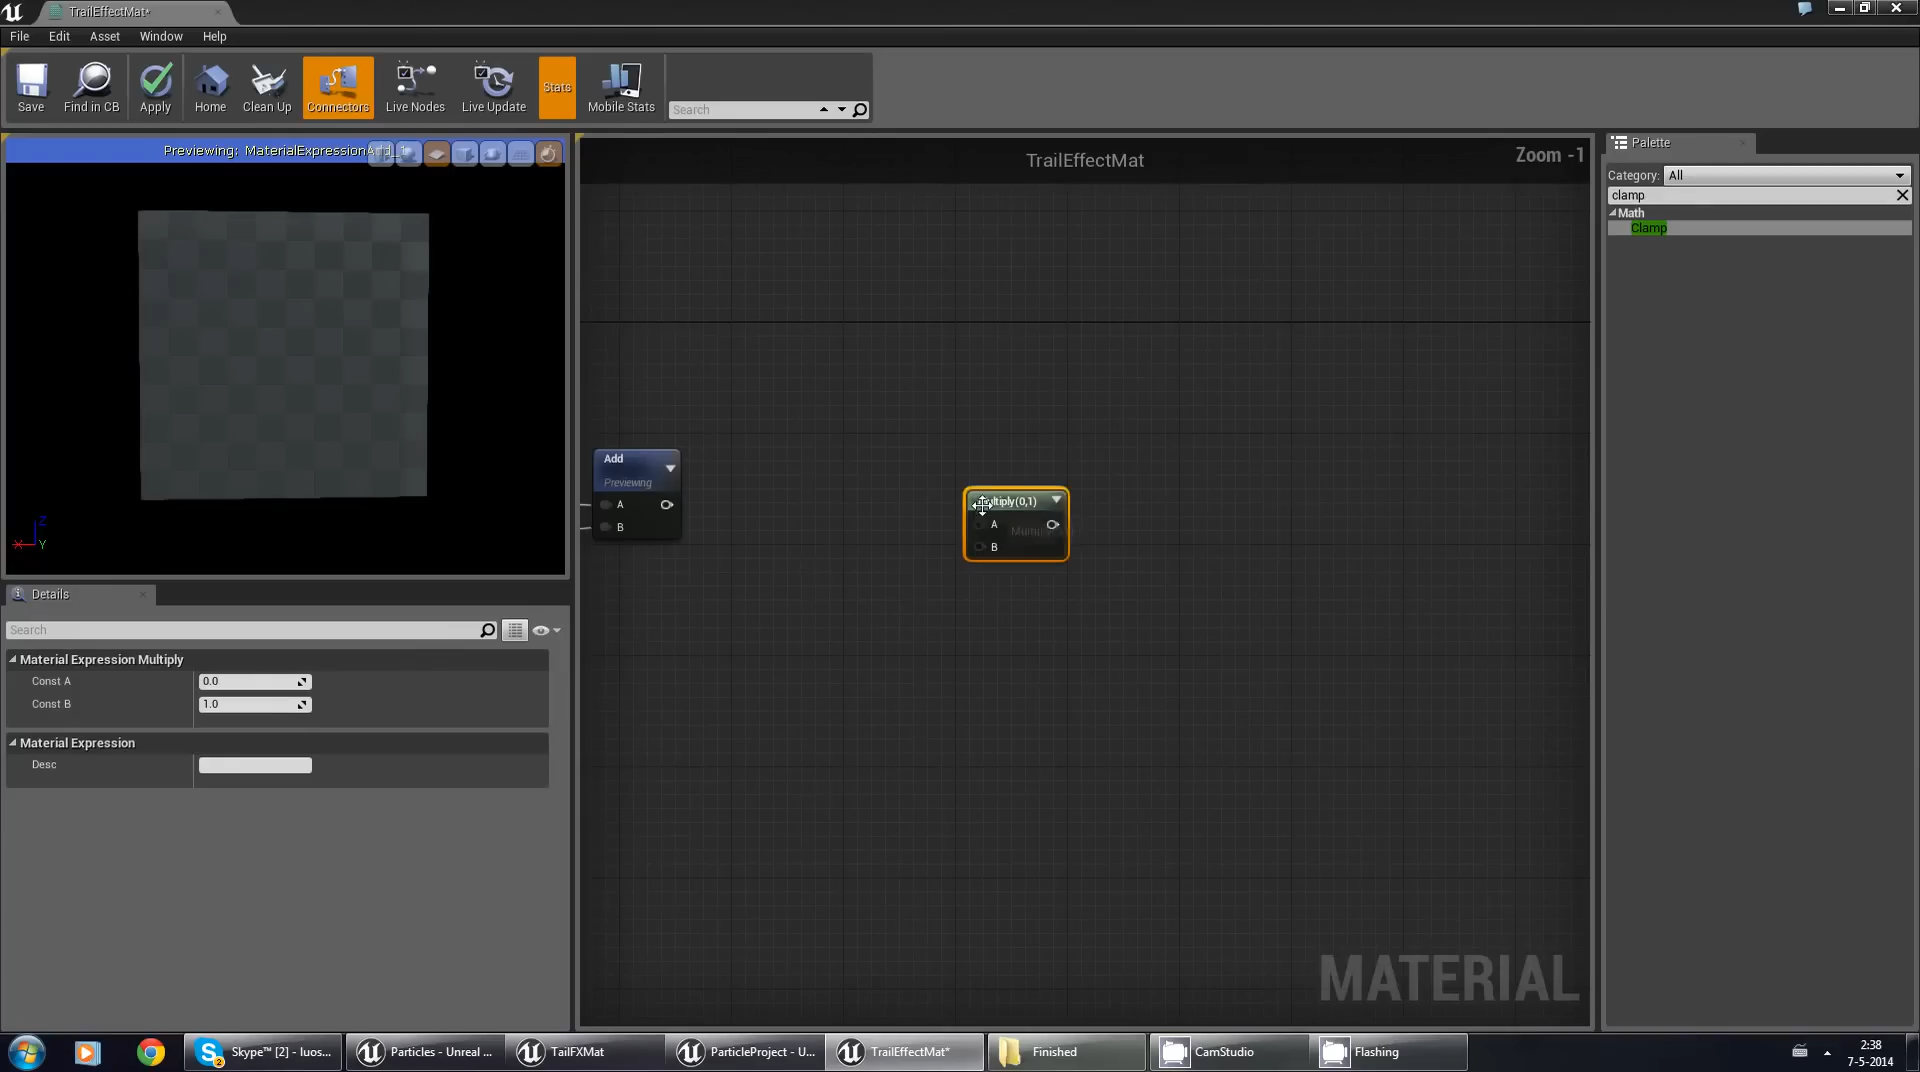 TrailEffectMat*
File Edit Asset Window Help
Save Find in CB Apply Home Clean Up Connectors Live Nodes Live Update Stats Mobile Stats Search
Previewing: MaterialExpressionAdd_1
TrailEffectMat
Zoom -1
Palette
Category: All
clamp
Math
Clamp
Add
Previewing
A
B
(0,1)
A
B
Details
Search
Material Expression Multiply
Const A 0.0
Const B 1.0
Material Expression
Desc
X
Z
Y
MATERIAL
Skype™ [2] - luos... Particles - Unreal ... TailFXMat ParticleProject - U... TrailEffectMat* Finished CamStudio Flashing
2:38
7-5-2014